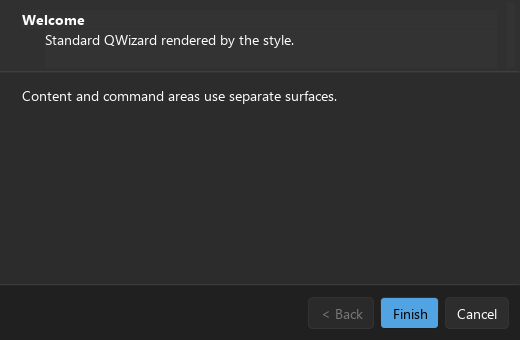 Welcome
Standard QWizard rendered by the style.
Content and command areas use separate surfaces.
< Back
Finish
Cancel